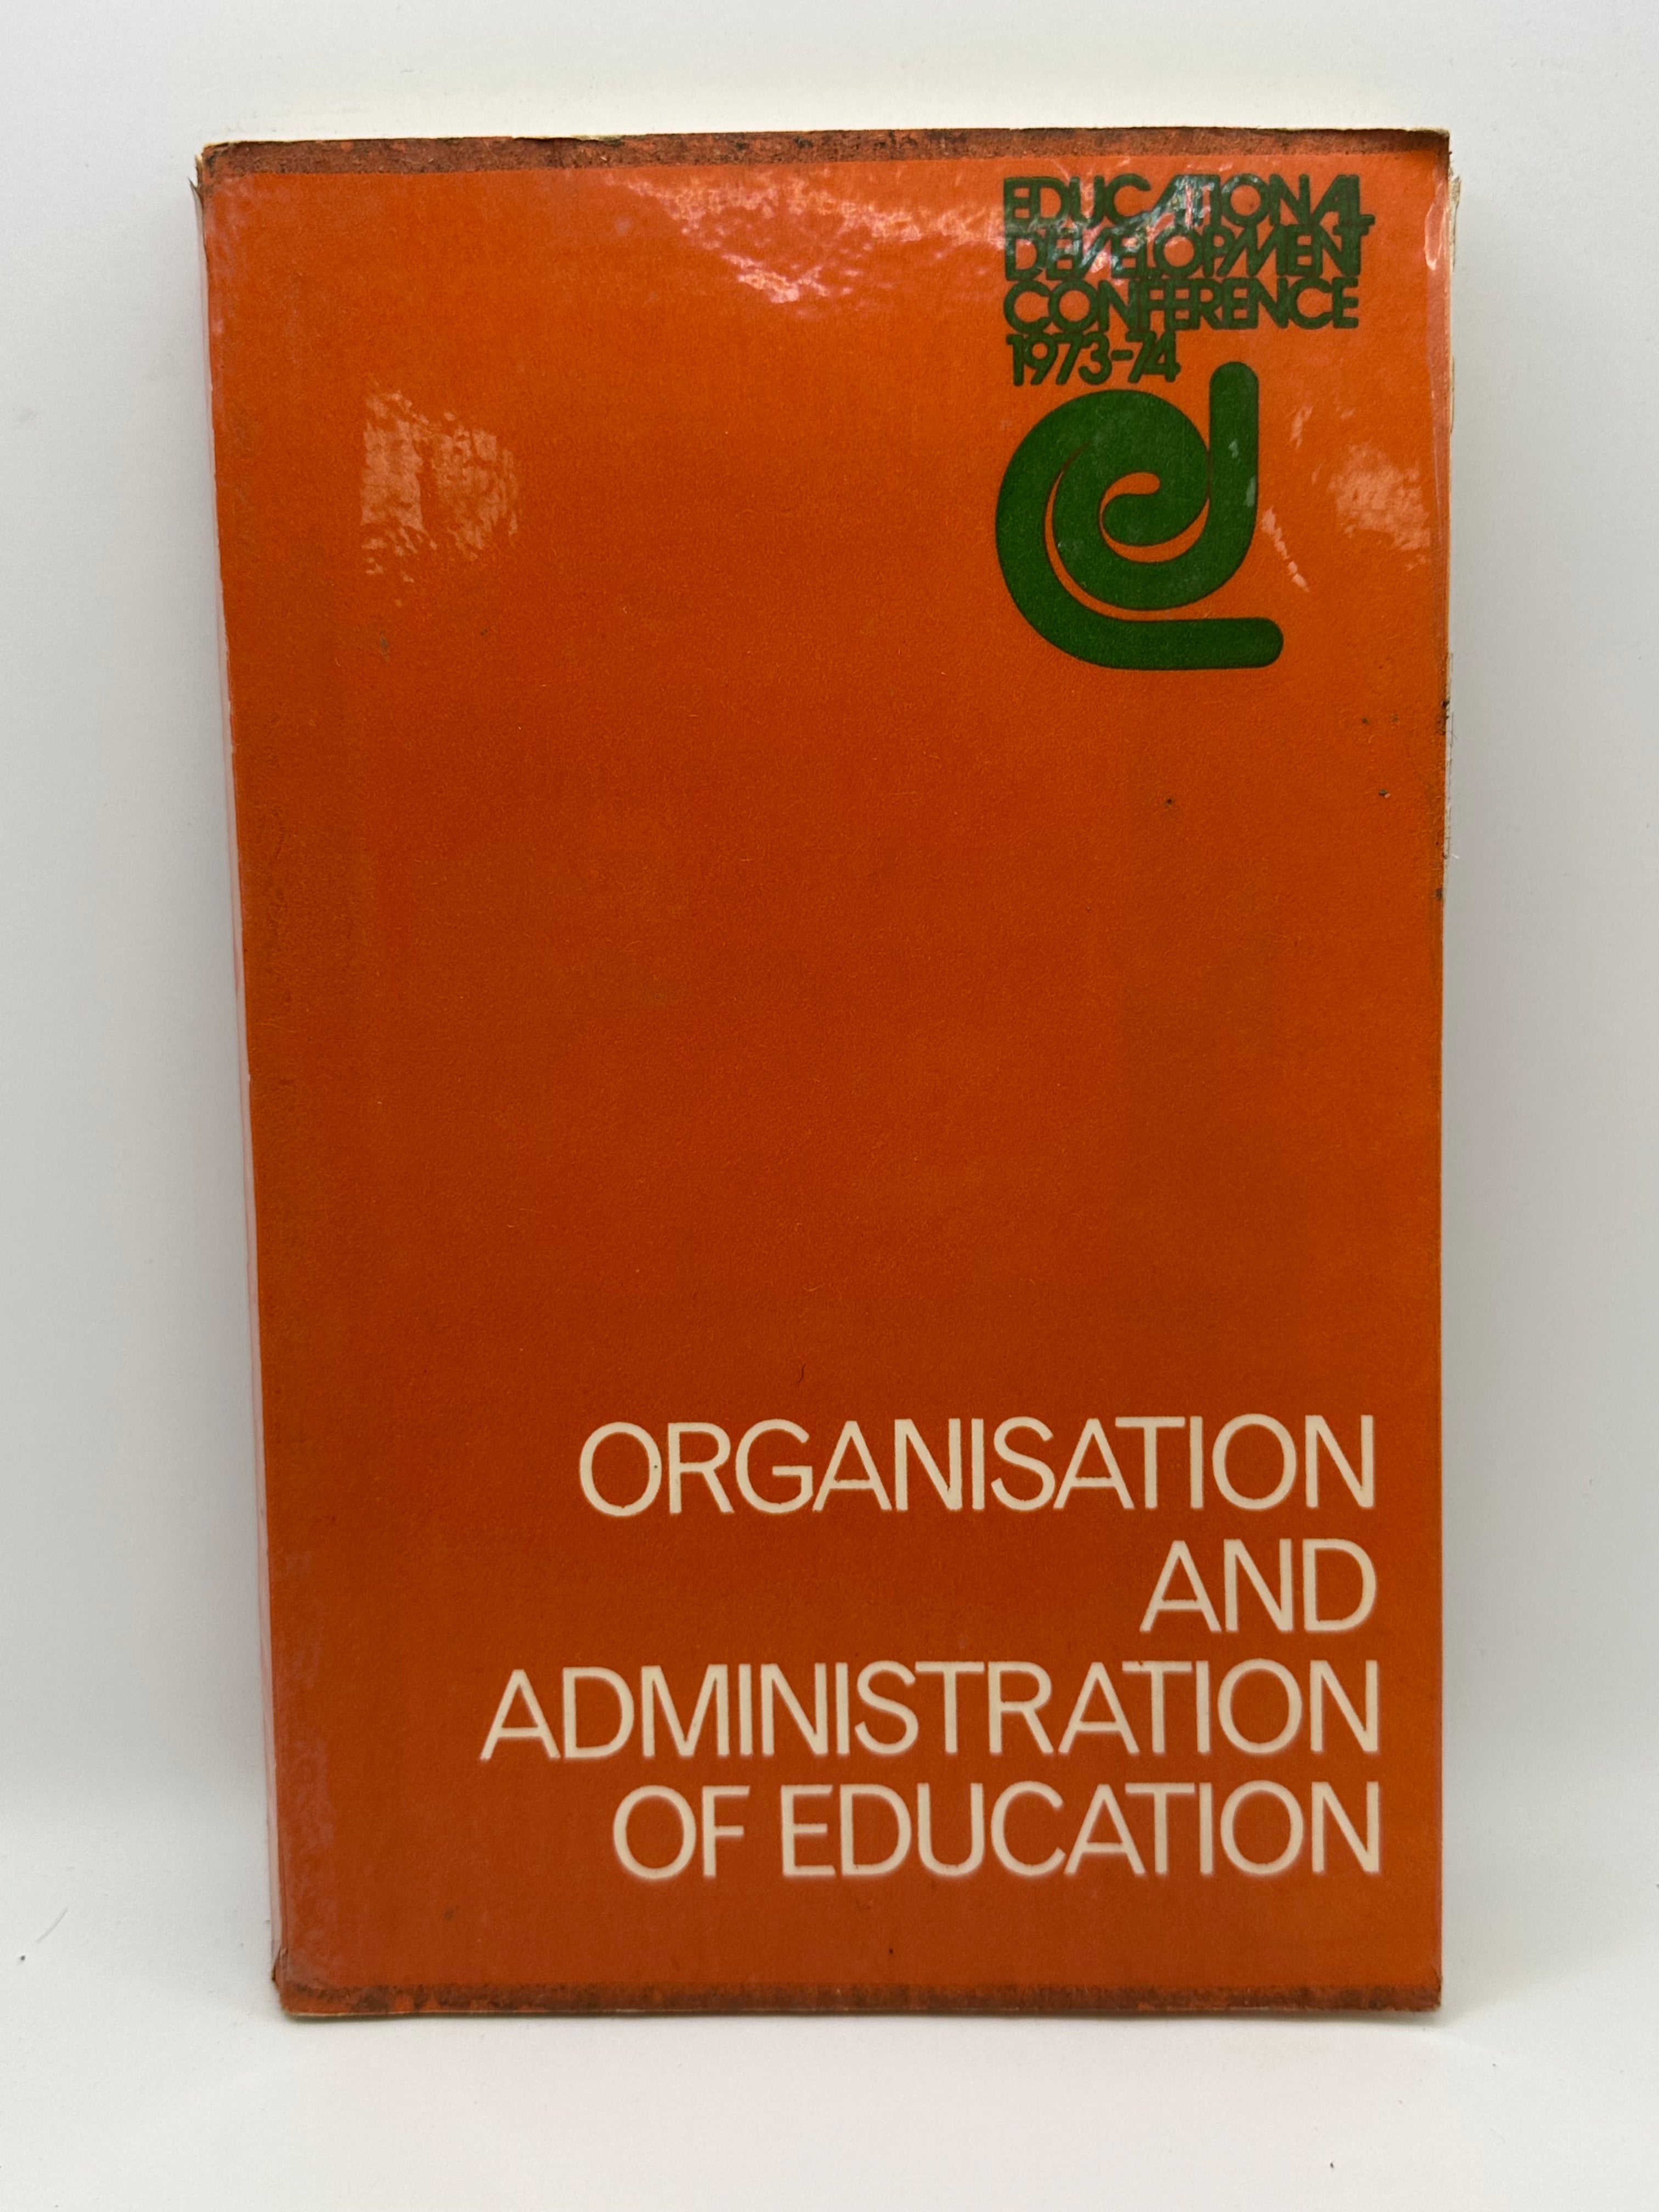 EDUCATIONAL
DEVELOPMENT
CONFERENCE
1973-74
ORGANISATION
AND
ADMINISTRATION
OF EDUCATION